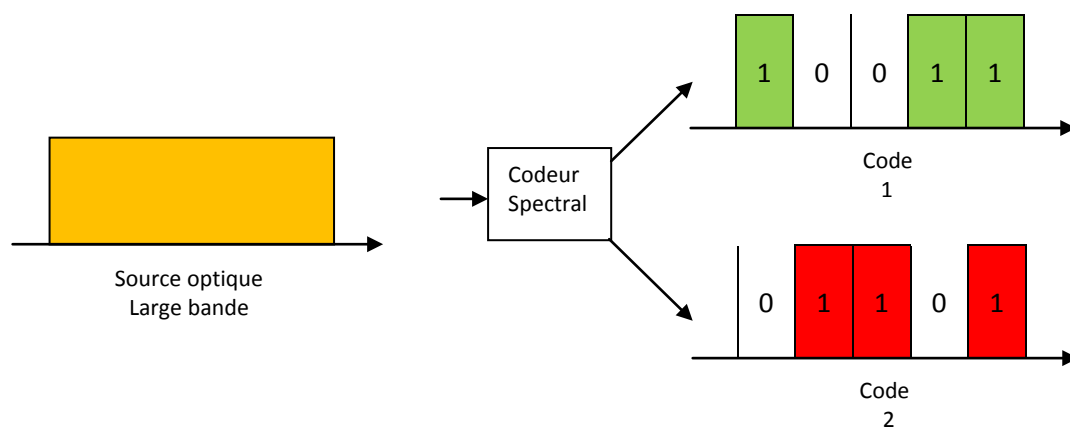 Source optique
Large bande
Codeur
Spectral
1 0 0 1 1
Code
1
0 1 1 0 1
Code
2